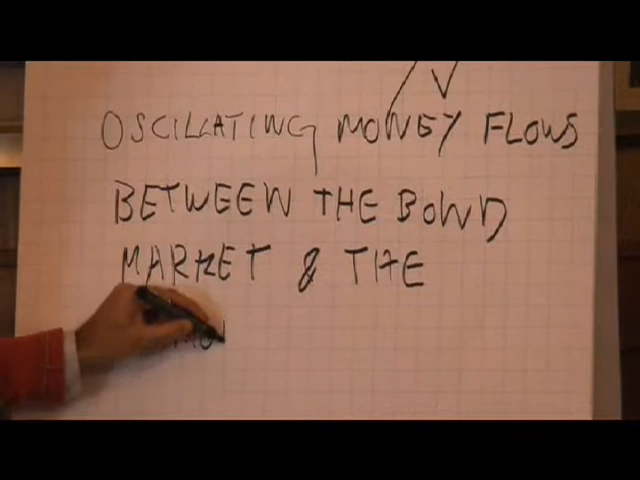 OSCILLATING MONEY FLOWS
BETWEEN THE BOND
MARKET & THE